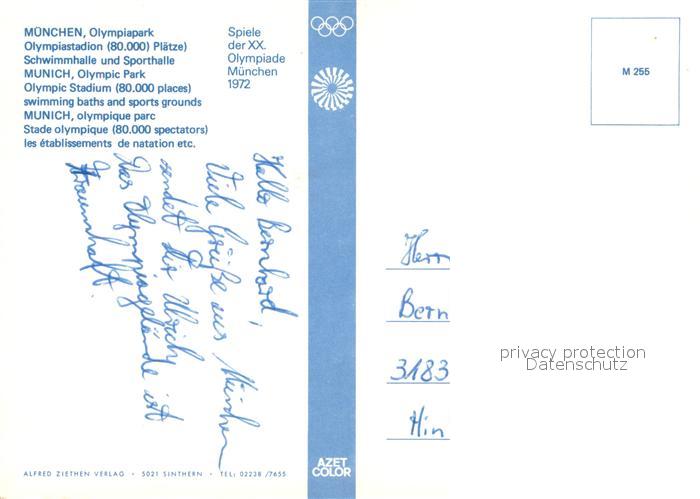 MÜNCHEN, Olympiapark
Olympiastadion (80.000) Plätze)
Schwimmhalle und Sporthalle
MUNICH, Olympic Park
Olympic Stadium (80.000 places)
swimming baths and sports grounds
MUNICH, olympique parc
Stade olympique (80.000 spectators)
les établissements de natation etc.
Spiele
der XX.
Olympiade
München
1972
M 255
Hallo Bernhard,
Viele Grüße aus München
sendet dir Ulrich
Das Olympiagelände ist
traumhaft!
Herr
Bern
3183
Hin
privacy protection
Datenschutz
AZET
COLOR
ALFRED ZIETHEN VERLAG • 5021 SINTHERN • TEL: 02238 /7655